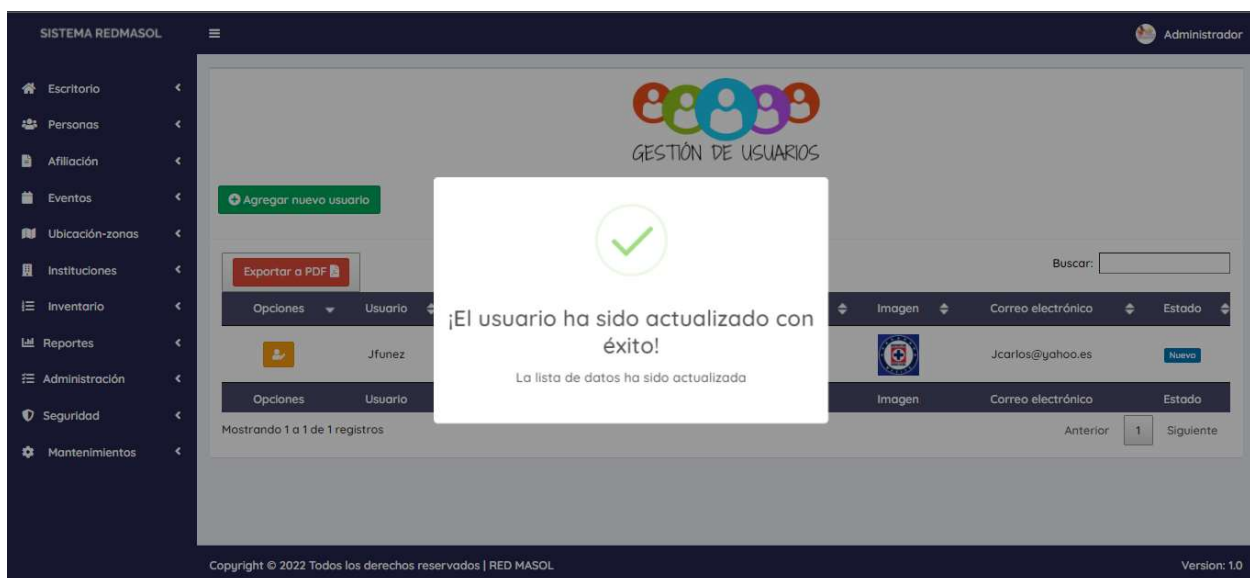 SISTEMA REDMASOL
Administrador
Escritorio
Personas
Afiliación
Eventos
Ubicación-zonas
Instituciones
Inventario
Reportes
Administración
Seguridad
Mantenimientos
GESTIÓN DE USUARIOS
Agregar nuevo usuario
Exportar a PDF
Buscar:
Opciones Usuario Imagen Correo electrónico Estado
Jfunez Jcarlos@yahoo.es Nuevo
Opciones Usuario Imagen Correo electrónico Estado
¡El usuario ha sido actualizado con
éxito!
La lista de datos ha sido actualizada
Mostrando 1 a 1 de 1 registros
Anterior 1 Siguiente
Copyright © 2022 Todos los derechos reservados | RED MASOL
Version: 1.0